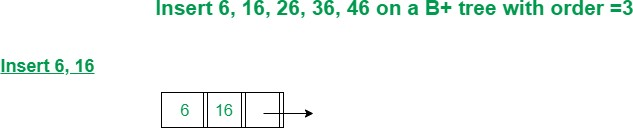 Insert 6, 16, 26, 36, 46 on a B+ tree with order =3
Insert 6, 16
6 16